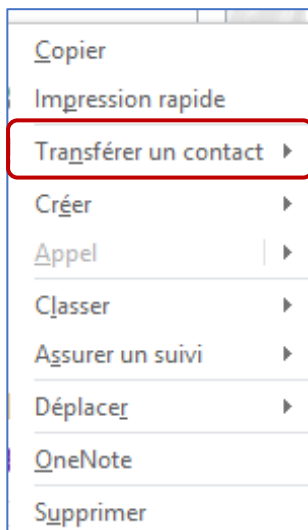 Copier
Impression rapide
Transférer un contact
Créer
Appel
Classer
Assurer un suivi
Déplacer
OneNote
Supprimer